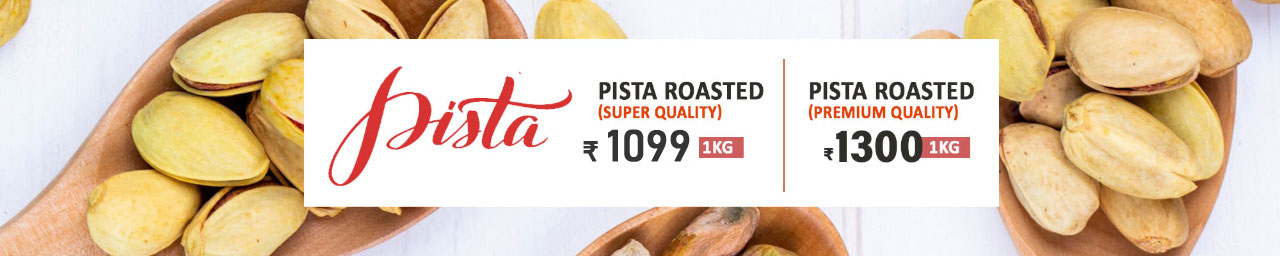 Pista
PISTA ROASTED
(SUPER QUALITY)
₹ 1099 1KG
PISTA ROASTED
(PREMIUM QUALITY)
₹1300 1KG